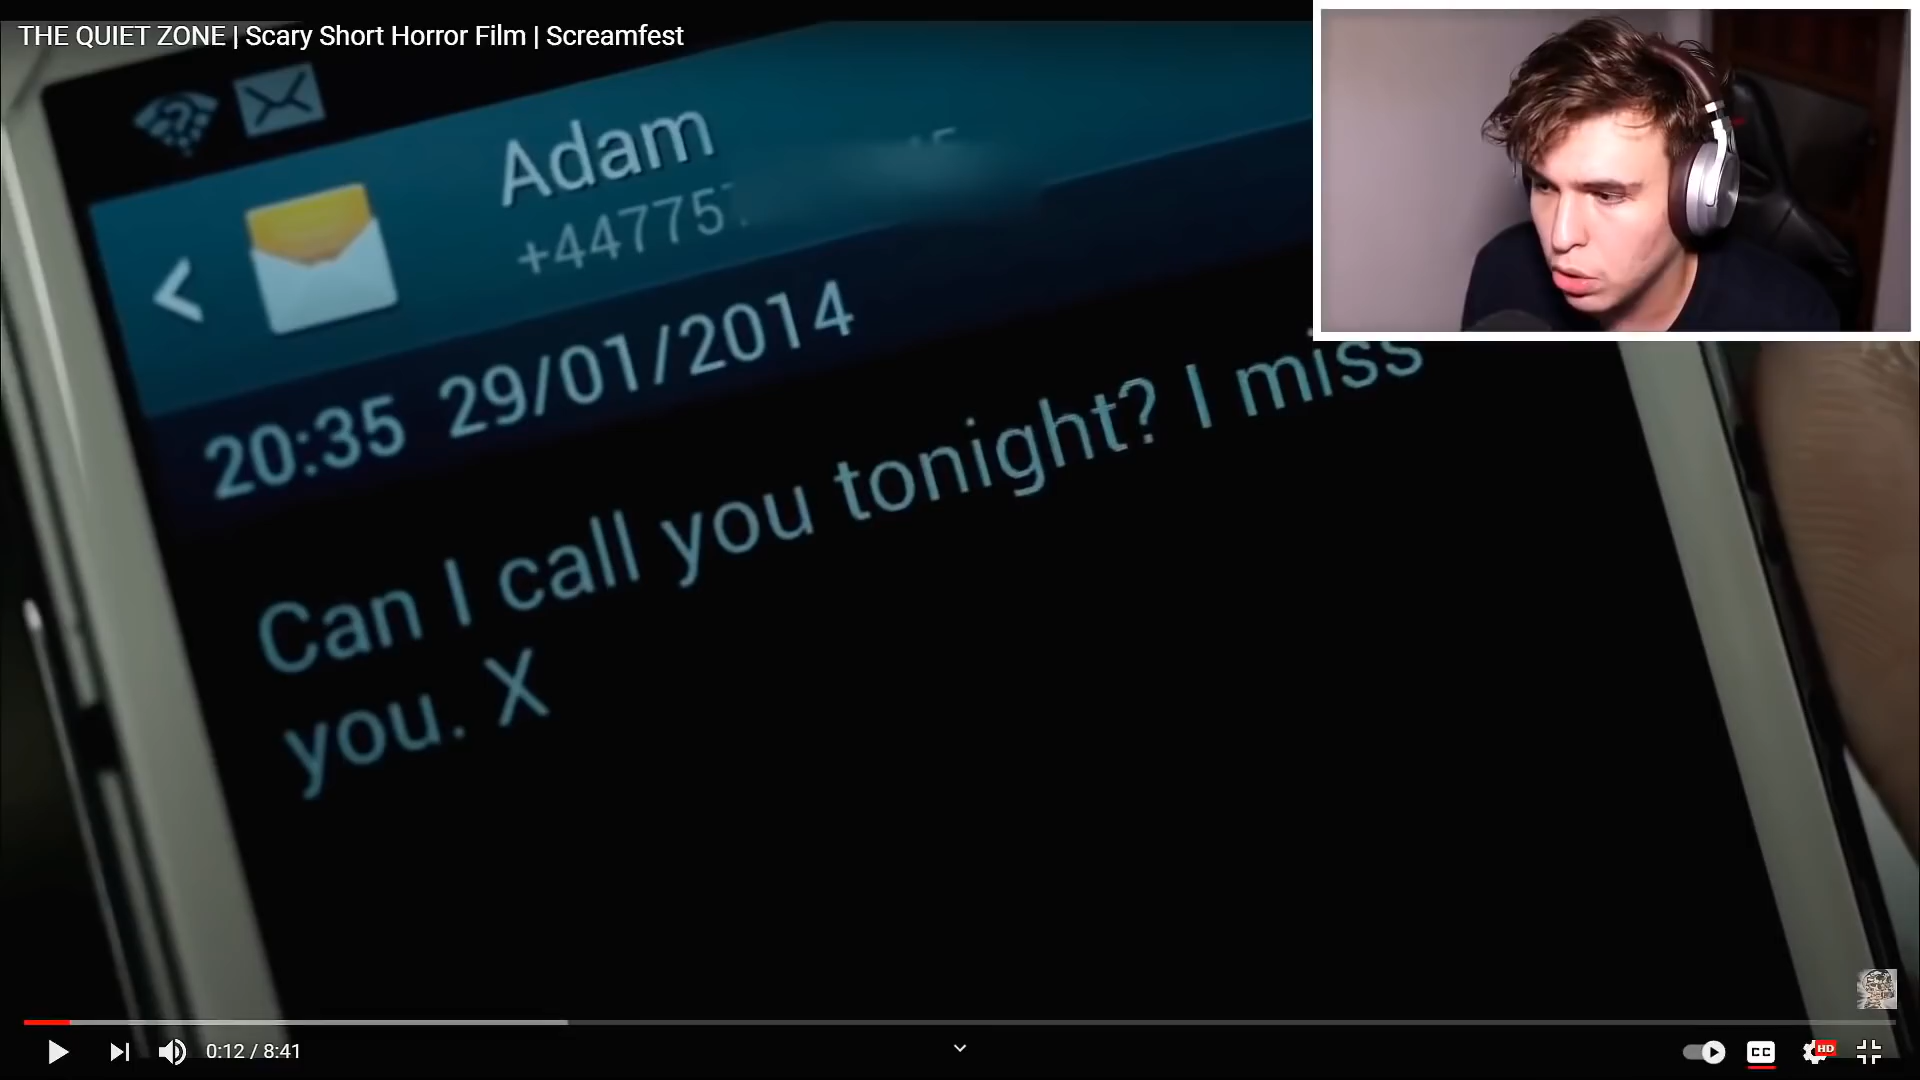 THE QUIET ZONE | Scary Short Horror Film | Screamfest
Adam
+44775
20:35 29/01/2014
Can I call you tonight? I miss
you. X
0:12 / 8:41
CC
HD